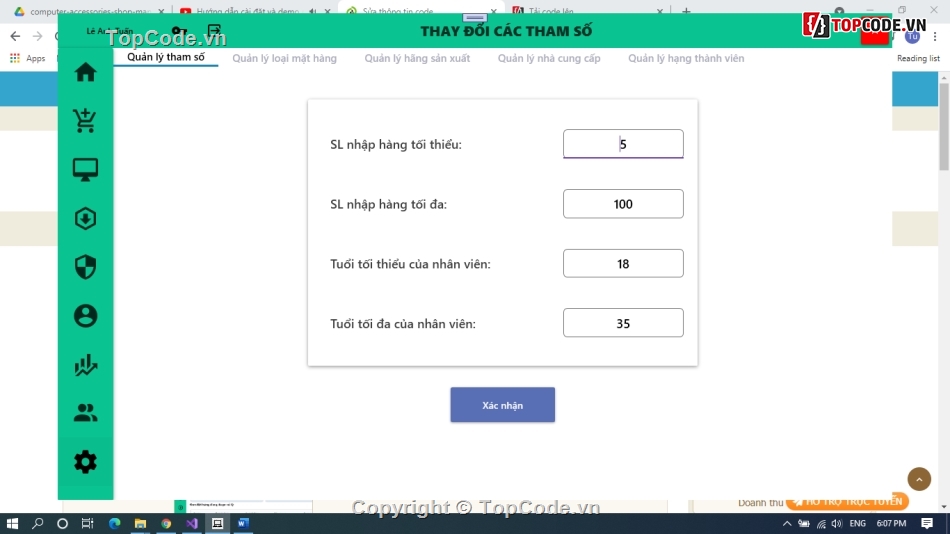 computer-accessories-shop-ma
Hướng dẫn cài đặt và demo
Sửa thông tin code
Tải code lên
Lê Anh Tuấn
TopCode.vn
THAY ĐỔI CÁC THAM SỐ
TOPCODE.VN
Tu
Apps
Reading list
Quản lý tham số
Quản lý loại mặt hàng
Quản lý hãng sản xuất
Quản lý nhà cung cấp
Quản lý hạng thành viên
SL nhập hàng tối thiểu:
5
SL nhập hàng tối đa:
100
Tuổi tối thiểu của nhân viên:
18
Tuổi tối đa của nhân viên:
35
Xác nhận
Doanh thu
HỖ TRỢ TRỰC TUYẾN
Copyright © TopCode.vn
ENG
6:07 PM